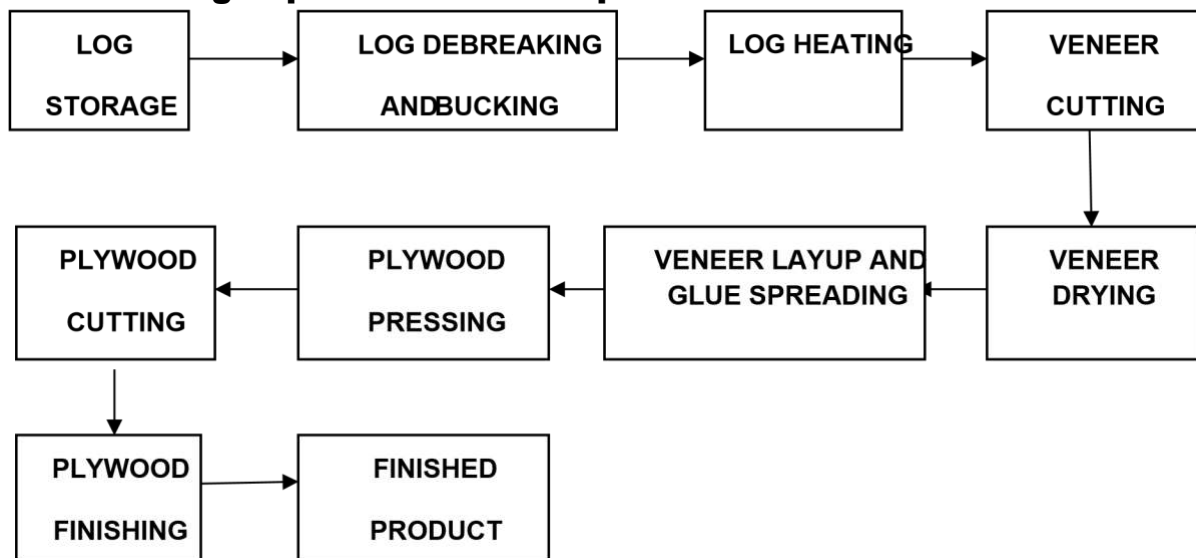 LOG
STORAGE
LOG DEBREAKING
ANDBUCKING
LOG HEATING
VENEER
CUTTING
PLYWOOD
CUTTING
PLYWOOD
PRESSING
VENEER LAYUP AND
GLUE SPREADING
VENEER
DRYING
PLYWOOD
FINISHING
FINISHED
PRODUCT